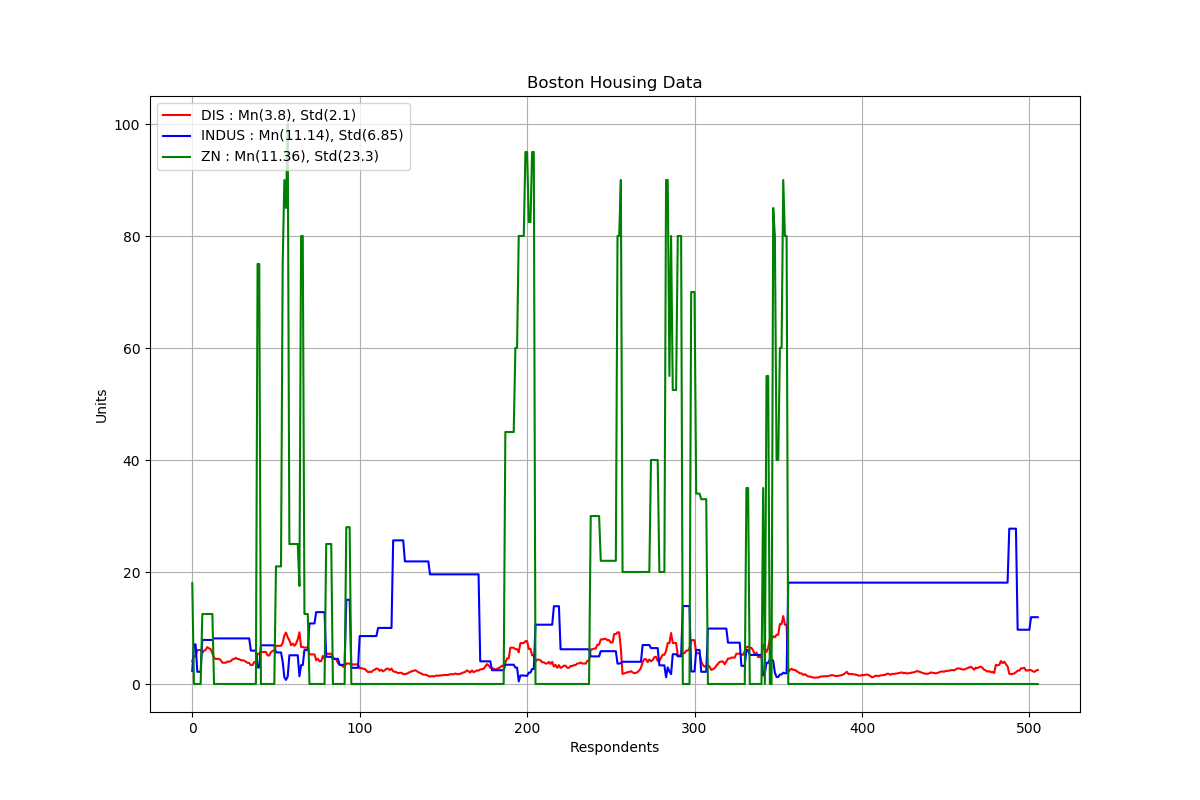 Boston Housing Data
DIS : Mn(3.8), Std(2.1)
INDUS : Mn(11.14), Std(6.85)
ZN : Mn(11.36), Std(23.3)
100
80
60
40
20
0
Units
0 100 200 300 400 500
Respondents